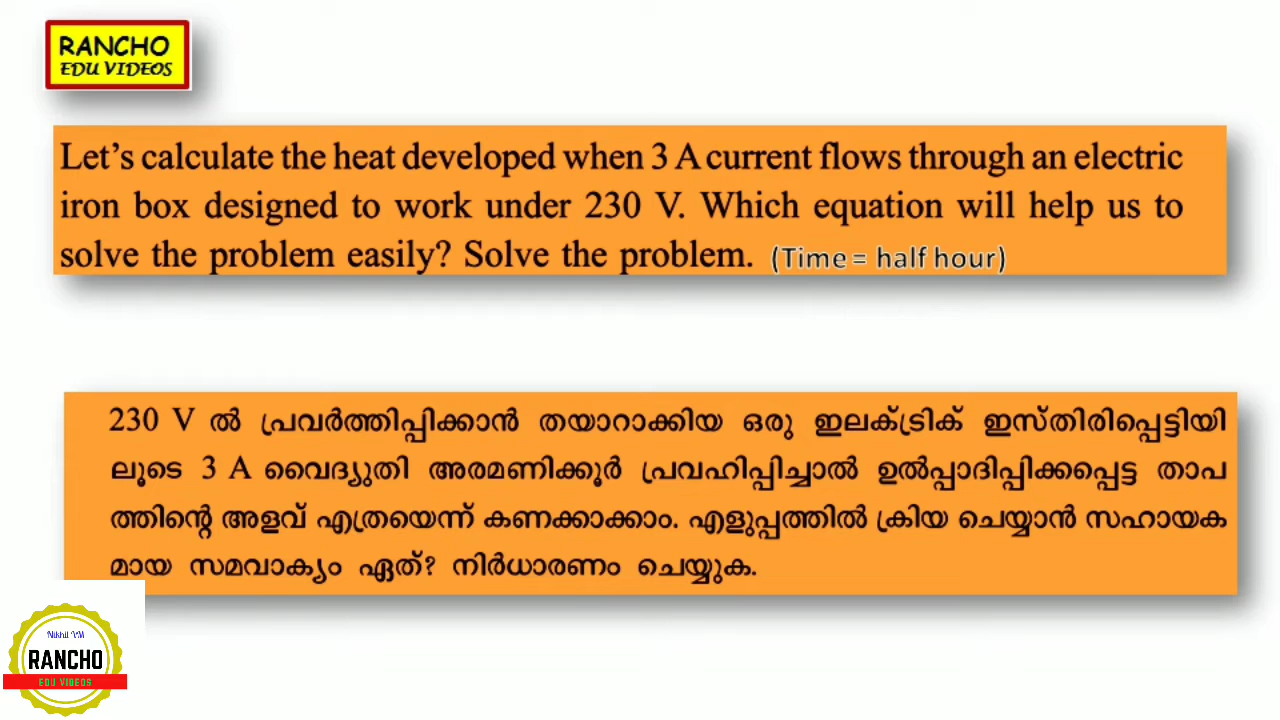 RANCHO
EDU VIDEOS
Let's calculate the heat developed when 3 A current flows through an electric
iron box designed to work under 230 V. Which equation will help us to
solve the problem easily? Solve the problem. (Time = half hour)
230 V ൽ പ്രവർത്തിപ്പിക്കാൻ തയാറാക്കിയ ഒരു ഇലക്ട്രിക് ഇസ്തിരിപ്പെട്ടിയി
ലൂടെ 3 A വൈദ്യുതി അരമണിക്കൂർ പ്രവഹിപ്പിച്ചാൽ ഉൽപ്പാദിപ്പിക്കപ്പെട്ട താപ
ത്തിന്റെ അളവ് എത്രയെന്ന് കണക്കാക്കാം. എളുപ്പത്തിൽ ക്രിയ ചെയ്യാൻ സഹായക
മായ സമവാക്യം ഏത്? നിർധാരണം ചെയ്യുക.
Nikhil VM
RANCHO
EDU VIDEOS